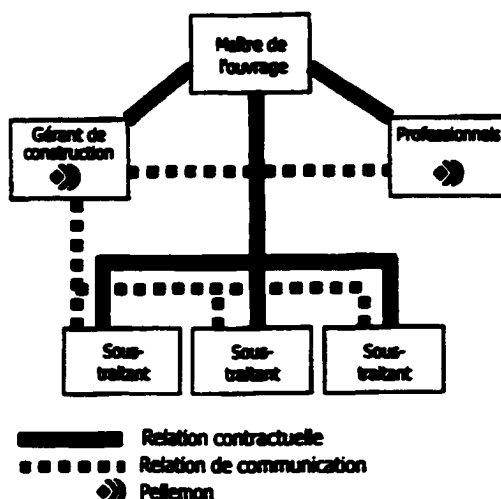 Maître de
l'ouvrage
Gérant de
construction
Professionnels
Sous-
traitant
Sous-
traitant
Sous-
traitant
Relation contractuelle
Relation de communication
Pellemon